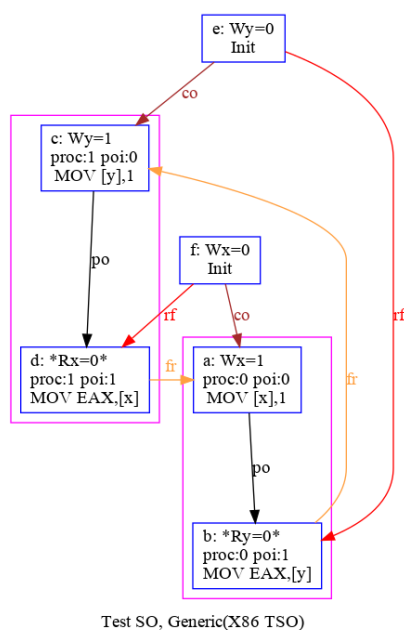 e: Wy=0
Init
co
c: Wy=1
proc:1 poi:0
MOV [y],1
po
f: Wx=0
Init
rf
co
rf
fr
d: *Rx=0*
proc:1 poi:1
MOV EAX,[x]
fr
a: Wx=1
proc:0 poi:0
MOV [x],1
po
b: *Ry=0*
proc:0 poi:1
MOV EAX,[y]
Test SO, Generic(X86 TSO)